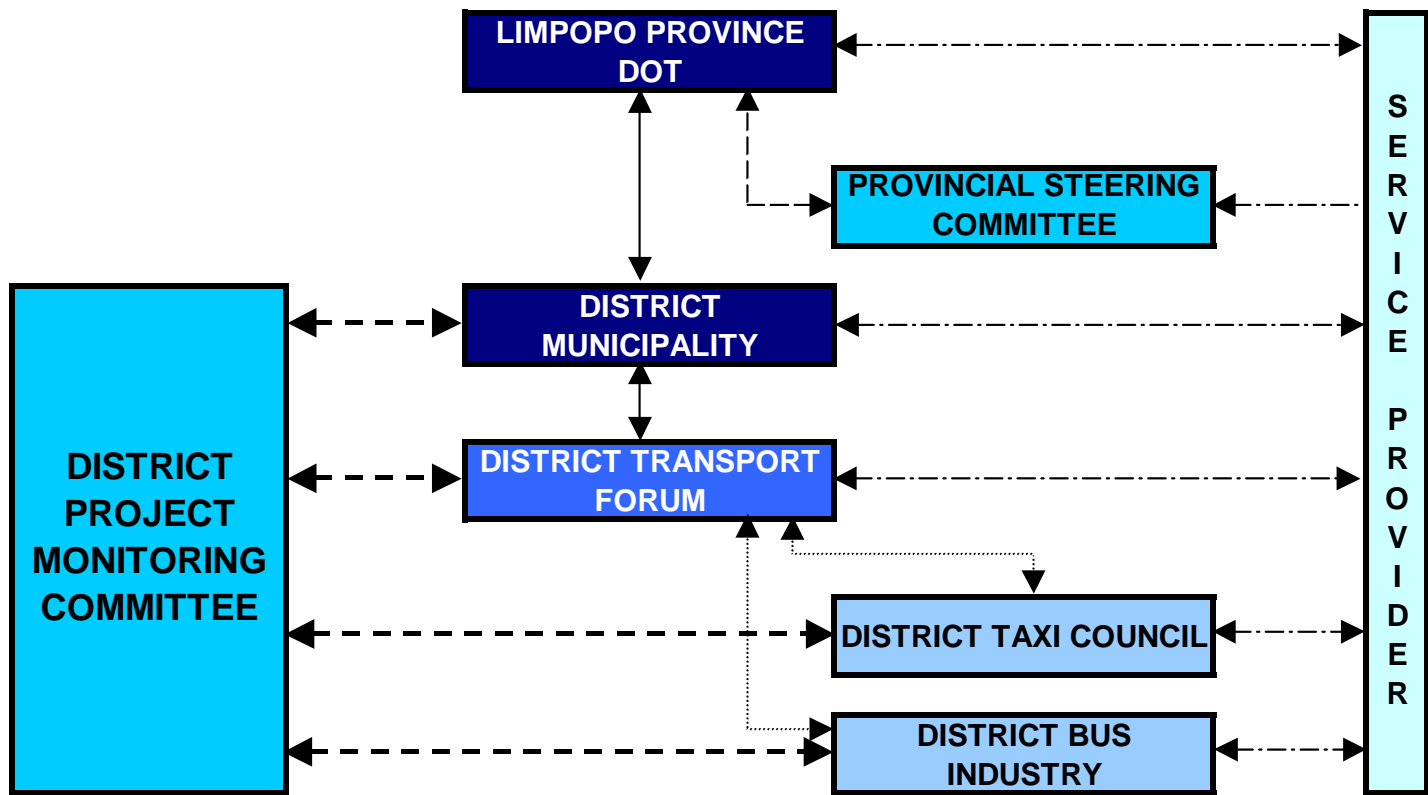 LIMPOPO PROVINCE
DOT
PROVINCIAL STEERING
COMMITTEE
DISTRICT
MUNICIPALITY
DISTRICT TRANSPORT
FORUM
DISTRICT
PROJECT
MONITORING
COMMITTEE
DISTRICT TAXI COUNCIL
DISTRICT BUS
INDUSTRY
S
E
R
V
I
C
E
P
R
O
V
I
D
E
R